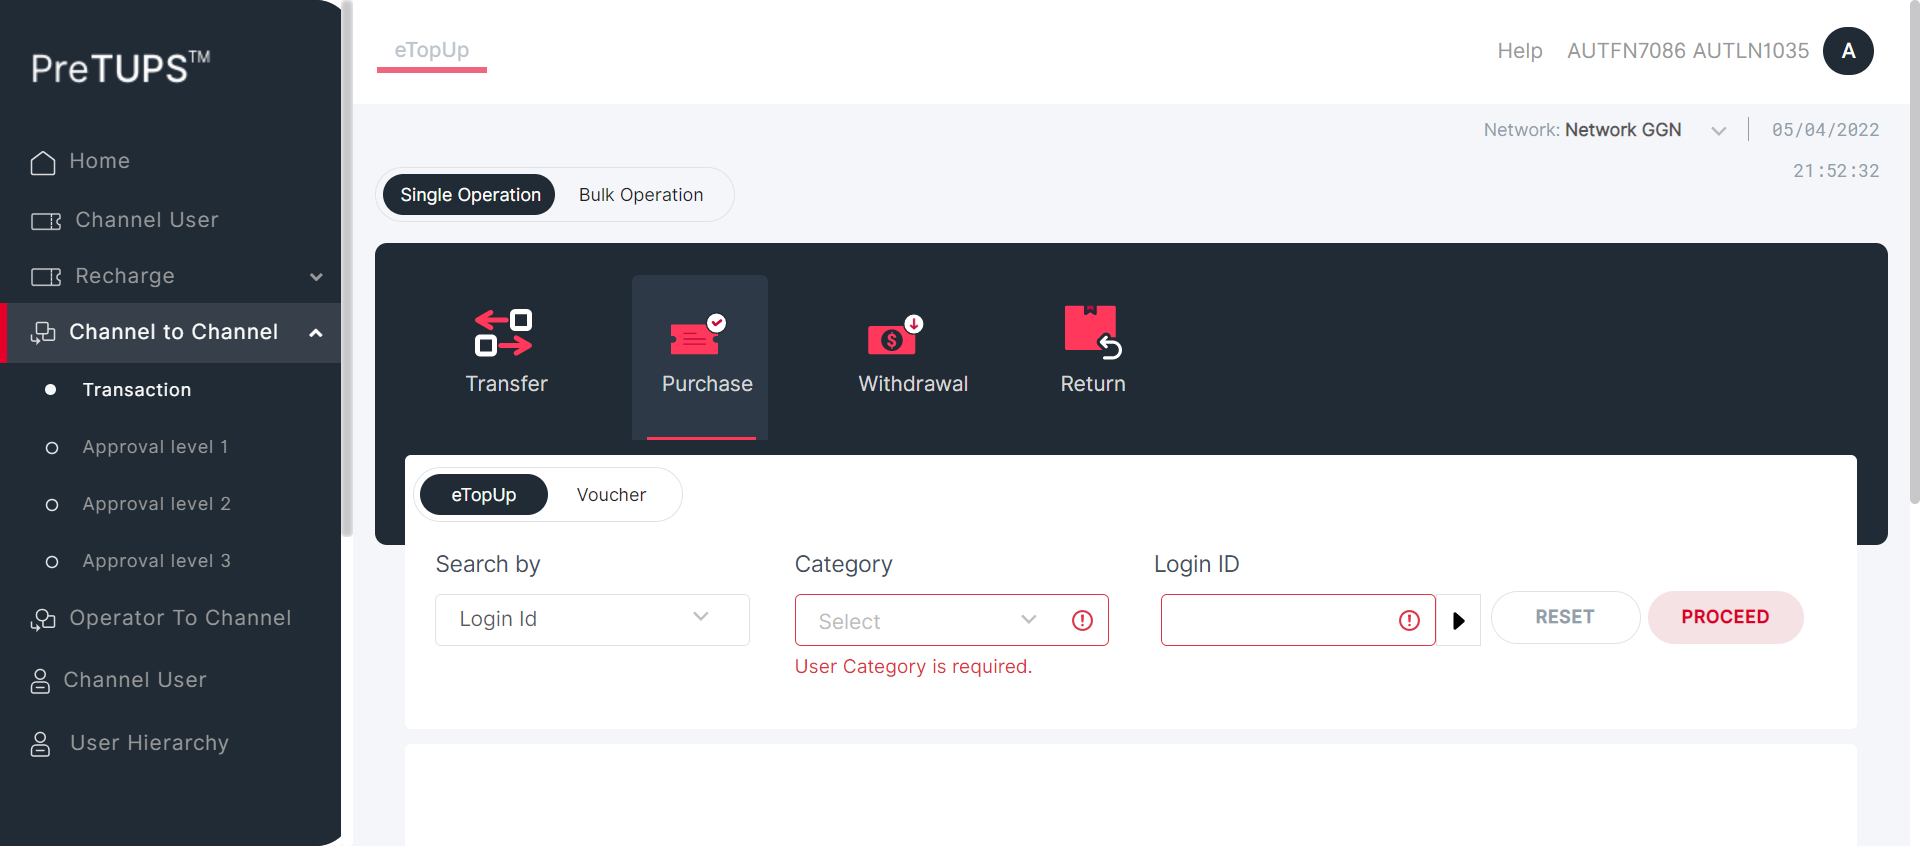 PreTUPS™
Home
Channel User
Recharge
Channel to Channel
Transaction
Approval level 1
Approval level 2
Approval level 3
Operator To Channel
Channel User
User Hierarchy
eTopUp
Help AUTFN7086 AUTLN1035 A
Network: Network GGN 05/04/2022
21:52:32
Single Operation Bulk Operation
Transfer Purchase Withdrawal Return
eTopUp Voucher
Search by Category Login ID
Login Id Select RESET PROCEED
User Category is required.